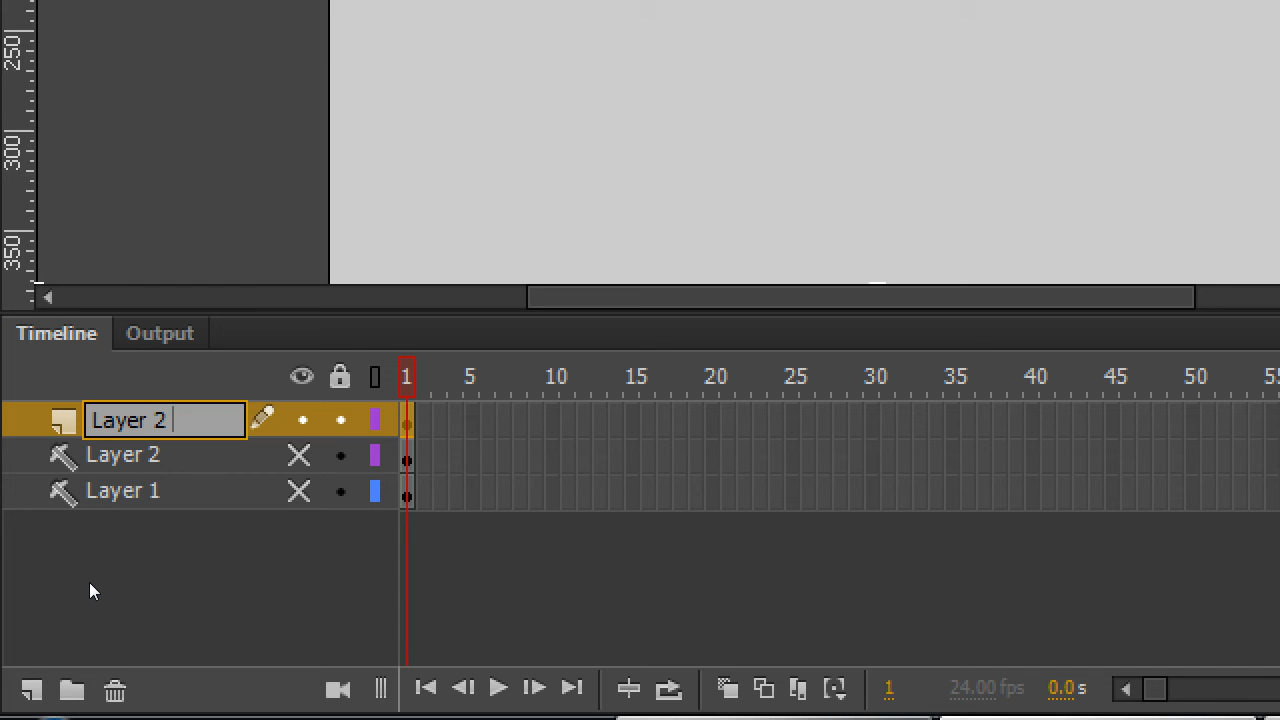 250
300
350
Timeline Output
1 5 10 15 20 25 30 35 40 45 50
Layer 2
Layer 2
Layer 1
1 24.00 fps 0.0 s